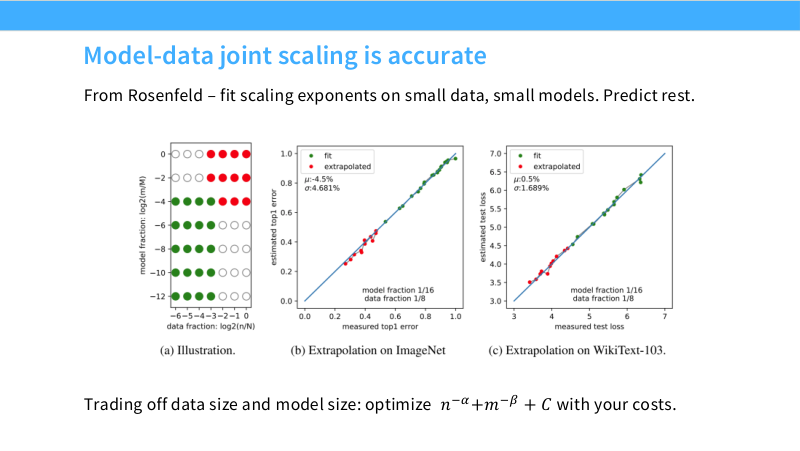 Model-data joint scaling is accurate
From Rosenfeld – fit scaling exponents on small data, small models. Predict rest.
0
−2
−4
−6
−8
−10
−12
model fraction: log2(m/M)
−6−5−4−3−2−1 0
data fraction: log2(n/N)
(a) Illustration.
1.0
0.8
0.6
0.4
0.2
0.0
estimated top1 error
fit
extrapolated
μ:-4.5%
σ:4.681%
model fraction 1/16
data fraction 1/8
0.0 0.2 0.4 0.6 0.8 1.0
measured top1 error
(b) Extrapolation on ImageNet
7.0
6.5
6.0
5.5
5.0
4.5
4.0
3.5
3.0
estimated test loss
fit
extrapolated
μ:0.5%
σ:1.689%
model fraction 1/16
data fraction 1/8
3 4 5 6 7
measured test loss
(c) Extrapolation on WikiText-103.
Trading off data size and model size: optimize n^{−α}+m^{−β} + C with your costs.